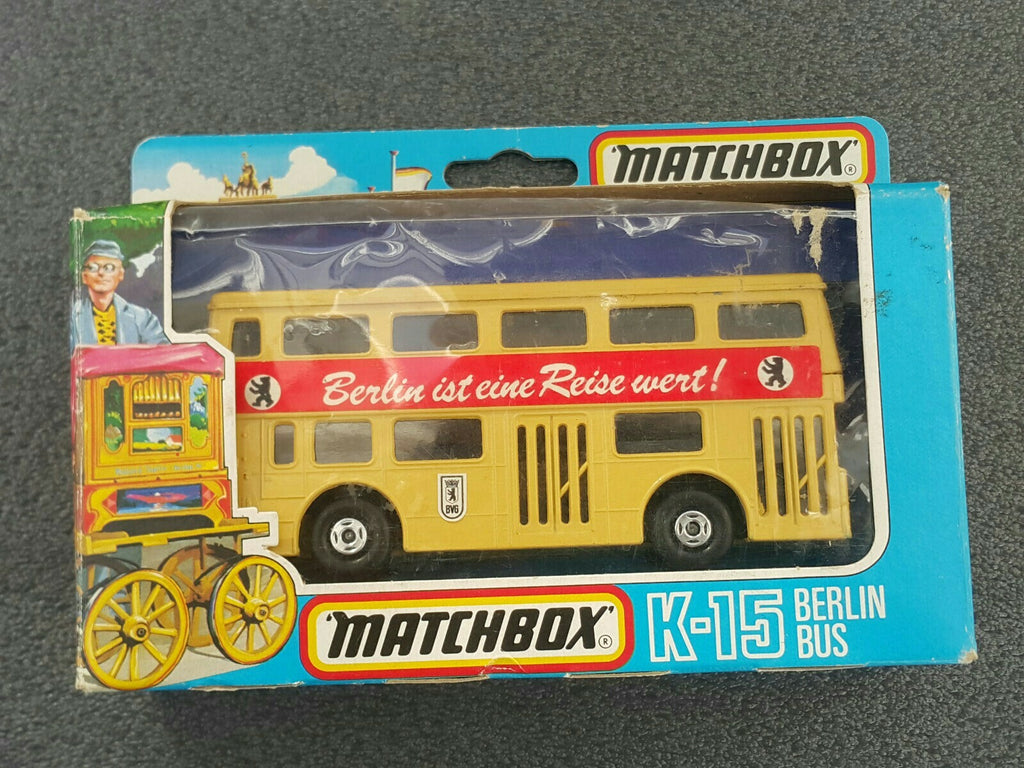 'MATCHBOX'®
Berlin ist eine Reise wert!
BVG
'MATCHBOX'®
K-15 BERLIN
BUS